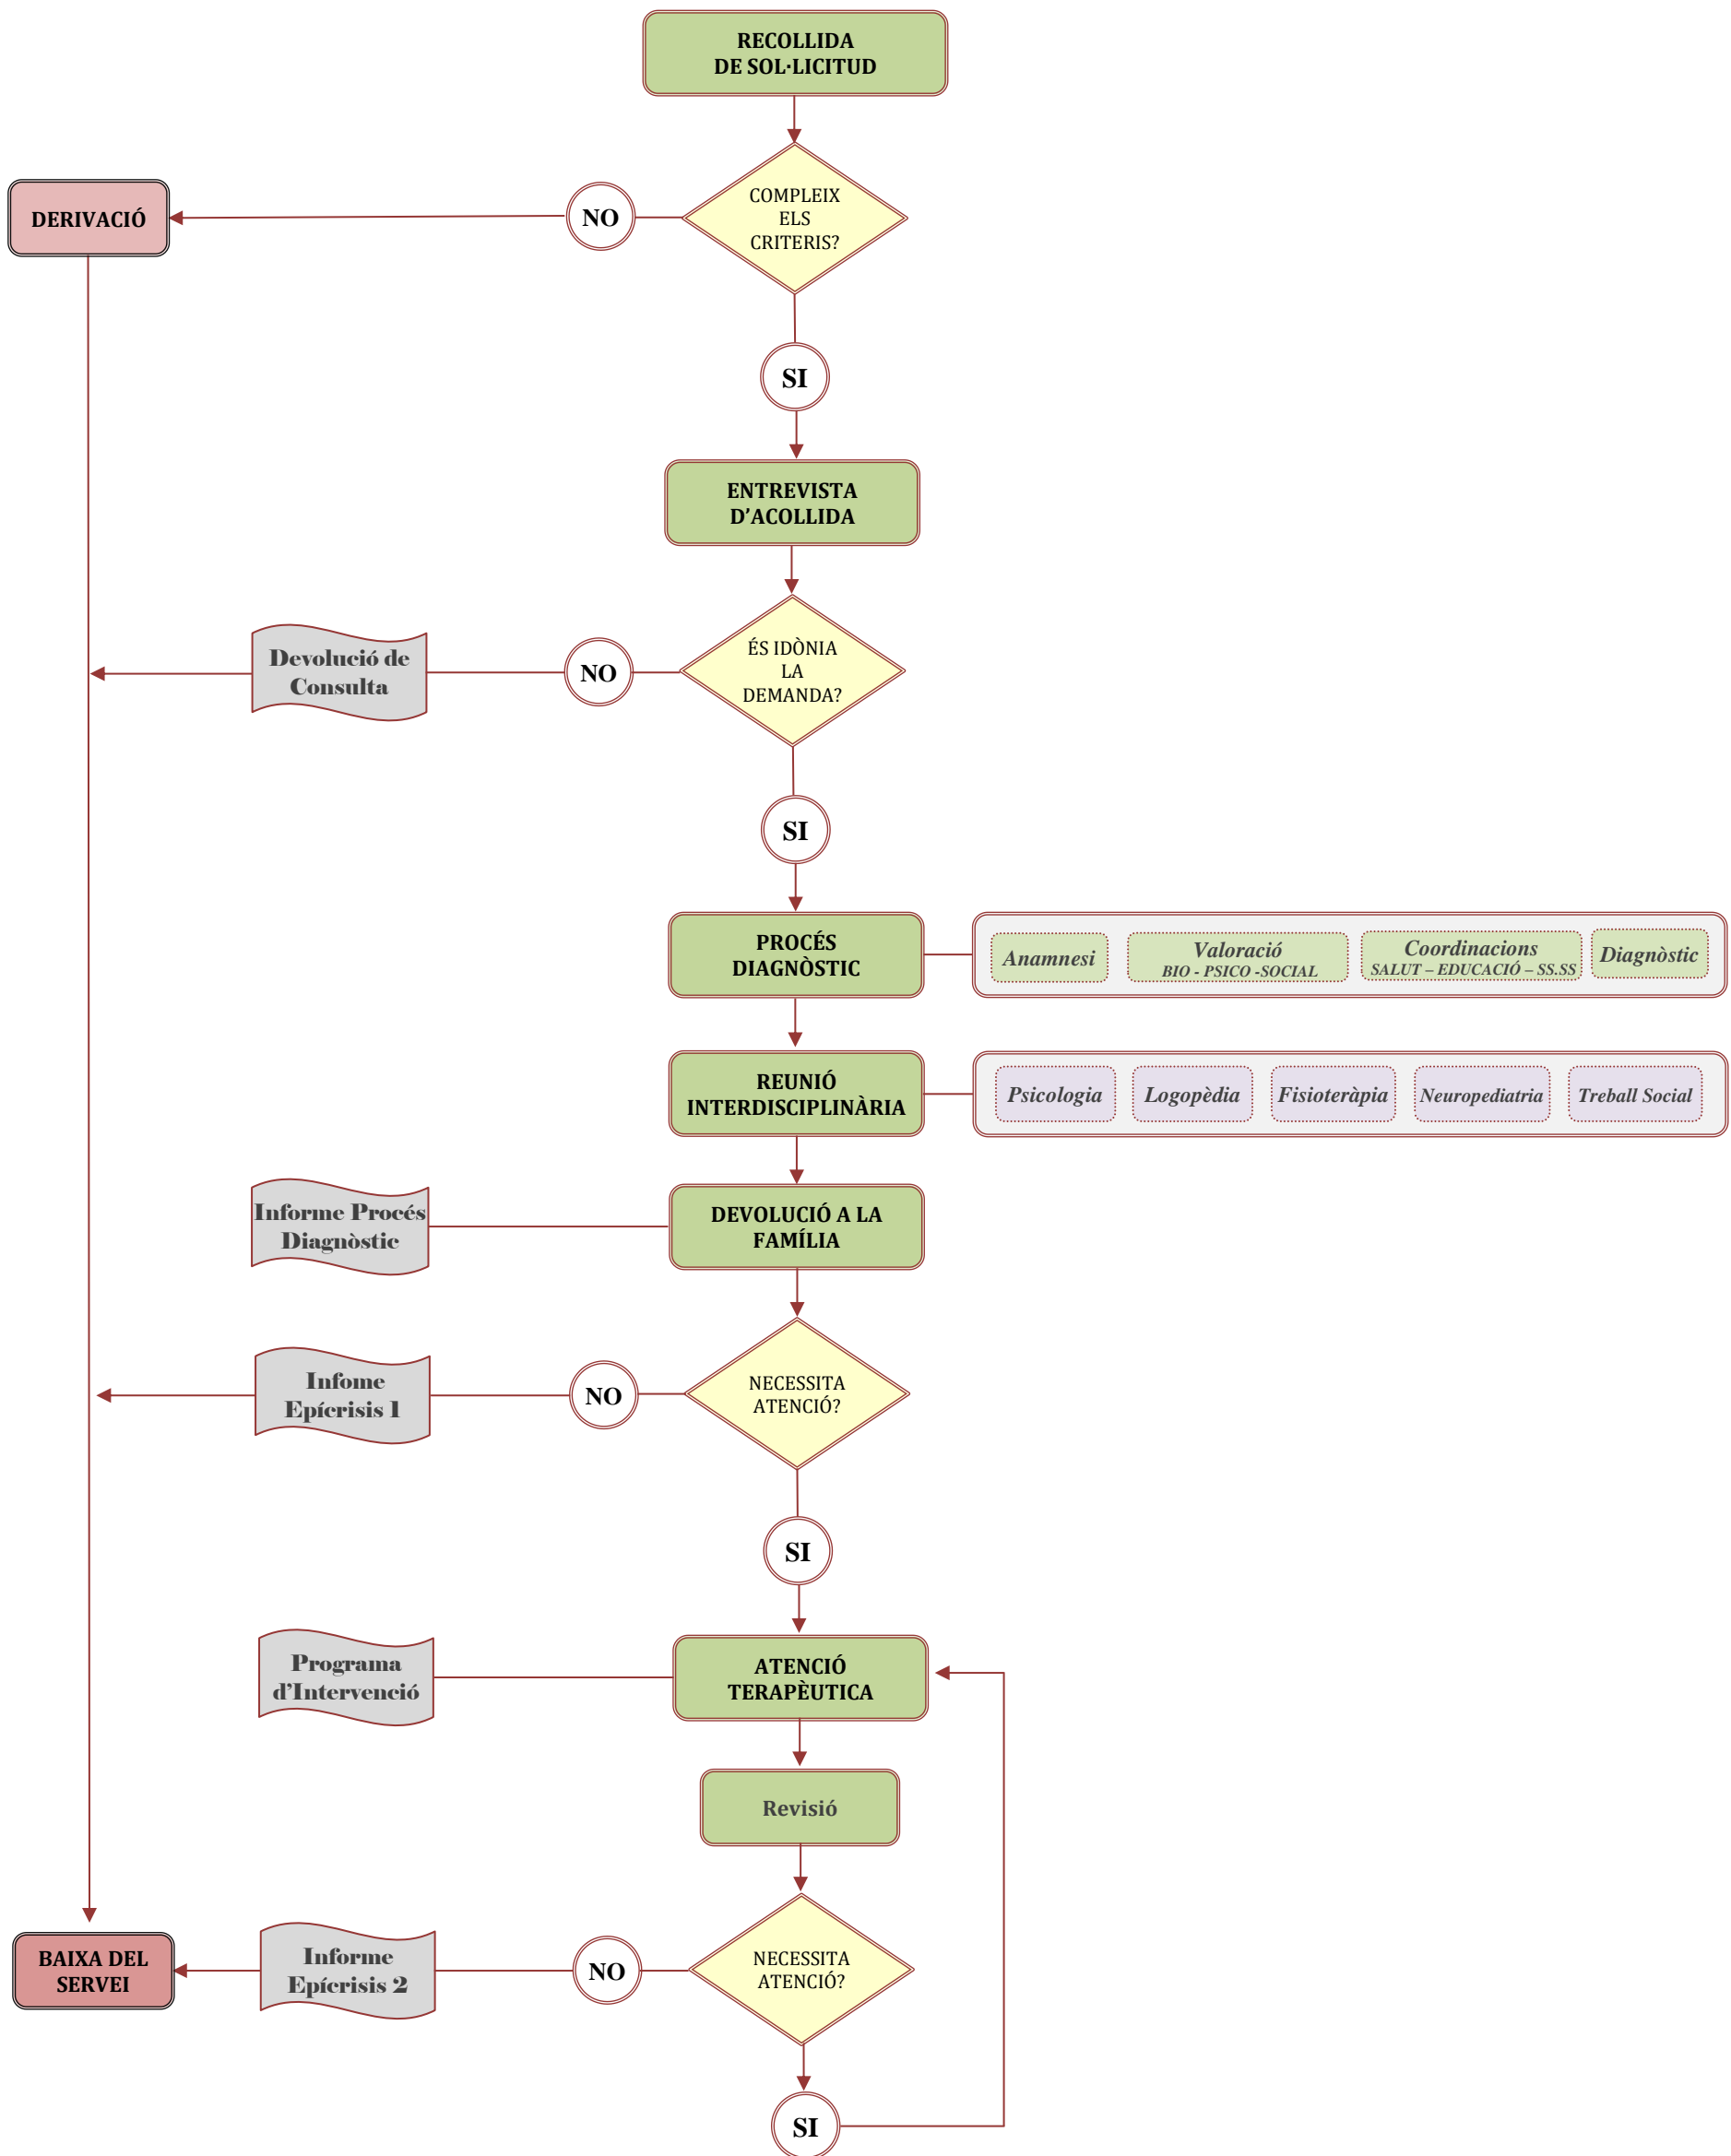 RECOLLIDA
DE SOL·LICITUD
COMPLEIX
ELS
CRITERIS?
NO
DERIVACIÓ
SI
ENTREVISTA
D’ACOLLIDA
ÉS IDÒNIA
LA
DEMANDA?
NO
Devolució de
Consulta
SI
PROCÉS
DIAGNÒSTIC
Anamnesi
Valoració
BIO - PSICO -SOCIAL
Coordinacions
SALUT – EDUCACIÓ – SS.SS
Diagnòstic
REUNIÓ
INTERDISCIPLINÀRIA
Psicologia
Logopèdia
Fisioteràpia
Neuropediatria
Treball Social
DEVOLUCIÓ A LA
FAMÍLIA
Informe Procés
Diagnòstic
NECESSITA
ATENCIÓ?
NO
Infome
Epícrisis 1
SI
ATENCIÓ
TERAPÈUTICA
Programa
d’Intervenció
Revisió
NECESSITA
ATENCIÓ?
NO
Informe
Epícrisis 2
BAIXA DEL
SERVEI
SI